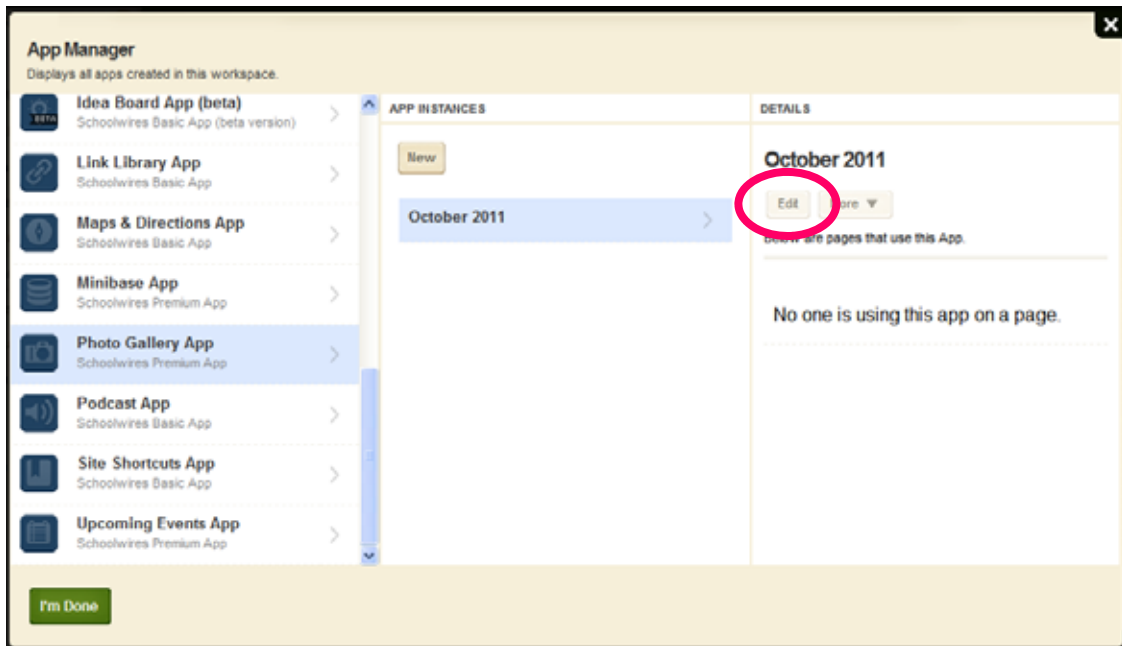 App Manager
Displays all apps created in this workspace.
Idea Board App (beta)
Schoolwires Basic App (beta version)
BETA
Link Library App
Schoolwires Basic App
Maps & Directions App
Schoolwires Basic App
Minibase App
Schoolwires Premium App
Photo Gallery App
Schoolwires Premium App
Podcast App
Schoolwires Basic App
Site Shortcuts App
Schoolwires Basic App
Upcoming Events App
Schoolwires Premium App
APP INSTANCES
New
October 2011
DETAILS
October 2011
Edit
More
Below are pages that use this App.
No one is using this app on a page.
I'm Done